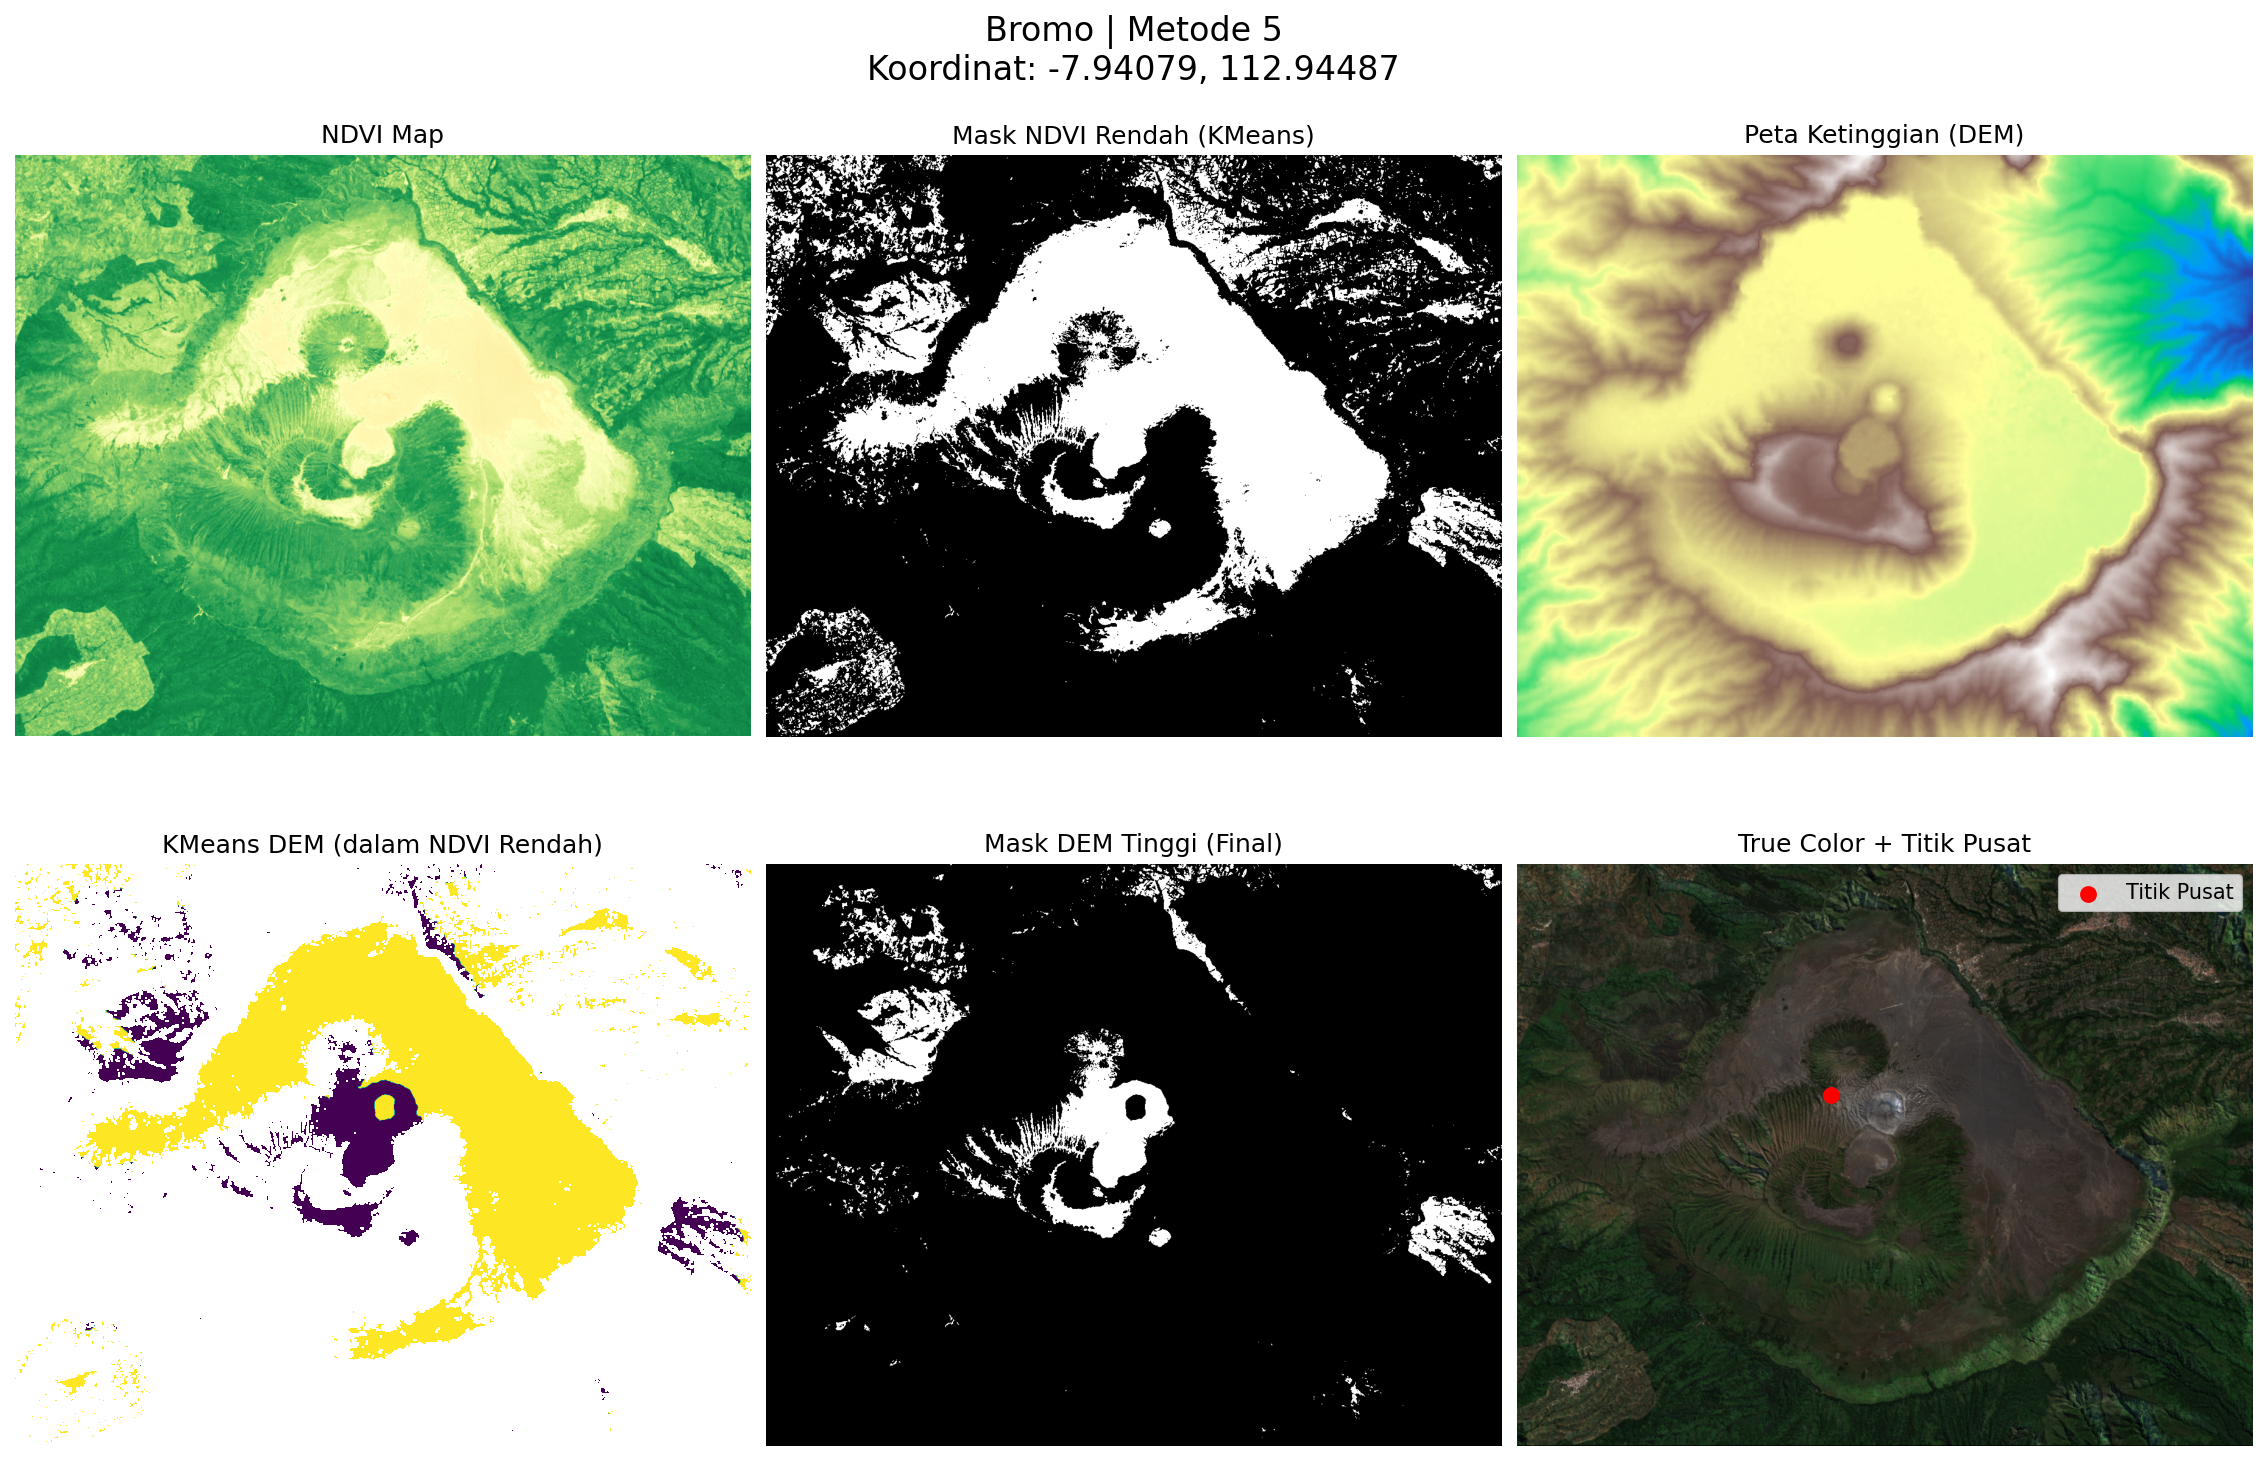 Bromo | Metode 5
Koordinat: -7.94079, 112.94487
NDVI Map
Mask NDVI Rendah (KMeans)
Peta Ketinggian (DEM)
KMeans DEM (dalam NDVI Rendah)
Mask DEM Tinggi (Final)
True Color + Titik Pusat
Titik Pusat